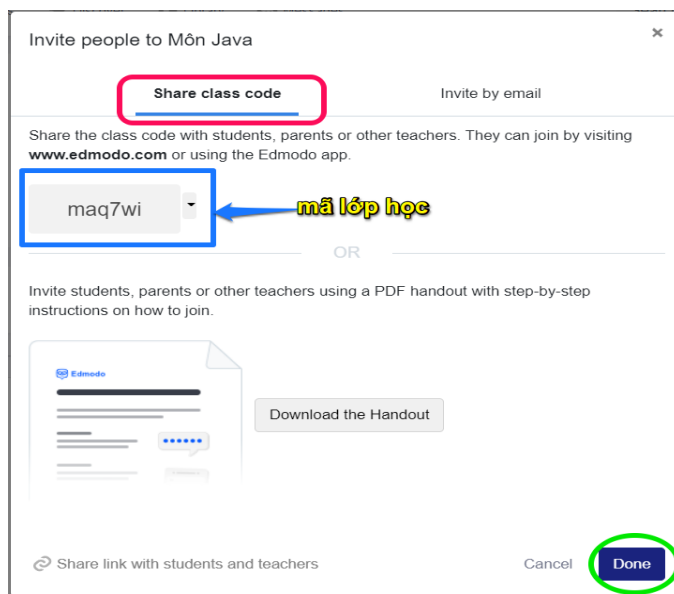 Invite people to Môn Java
×
Share class code
Invite by email
Share the class code with students, parents or other teachers. They can join by visiting
www.edmodo.com or using the Edmodo app.
maq7wi
mã lớp học
OR
Invite students, parents or other teachers using a PDF handout with step-by-step
instructions on how to join.
Edmodo
Download the Handout
Share link with students and teachers
Cancel
Done